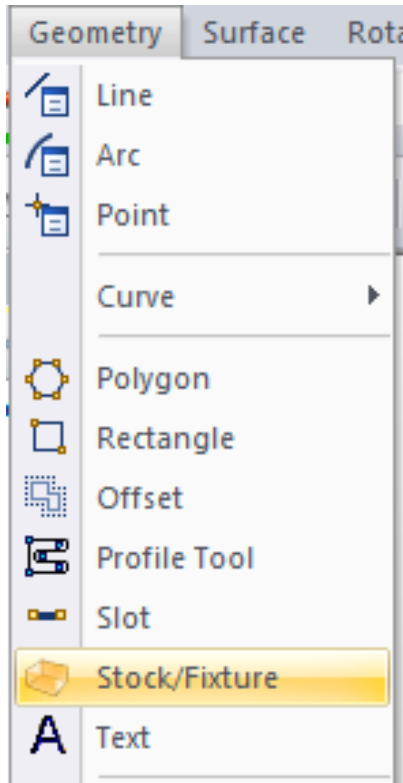 Geometry Surface
Line
Arc
Point
Curve
Polygon
Rectangle
Offset
Profile Tool
Slot
Stock/Fixture
Text